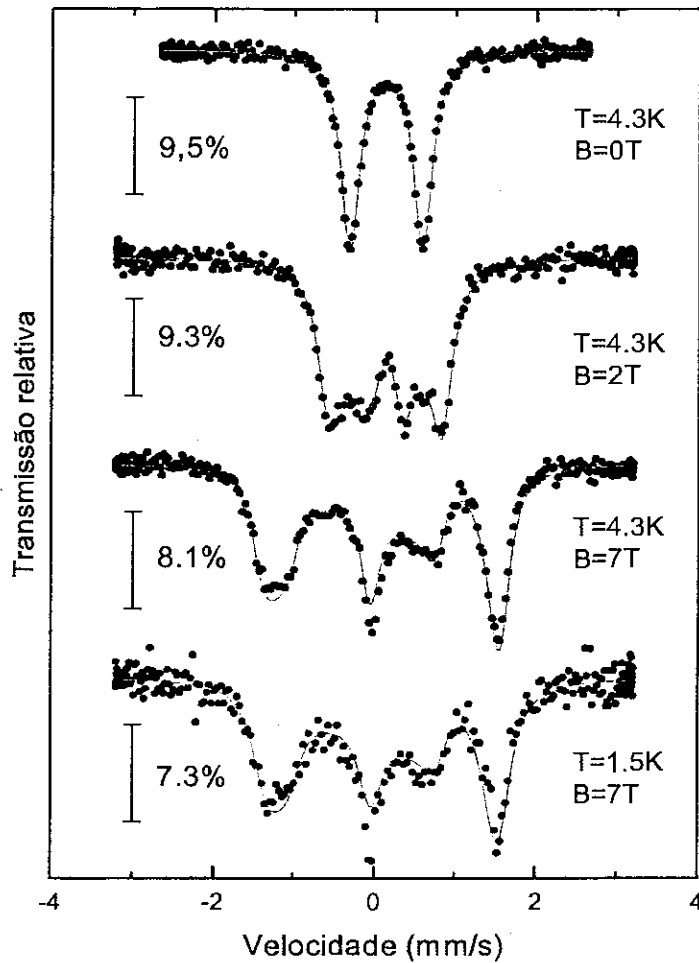 9,5%
T=4.3K
B=0T
9.3%
T=4.3K
B=2T
8.1%
T=4.3K
B=7T
7.3%
T=1.5K
B=7T
Transmissão relativa
-4
-2
0
2
4
Velocidade (mm/s)